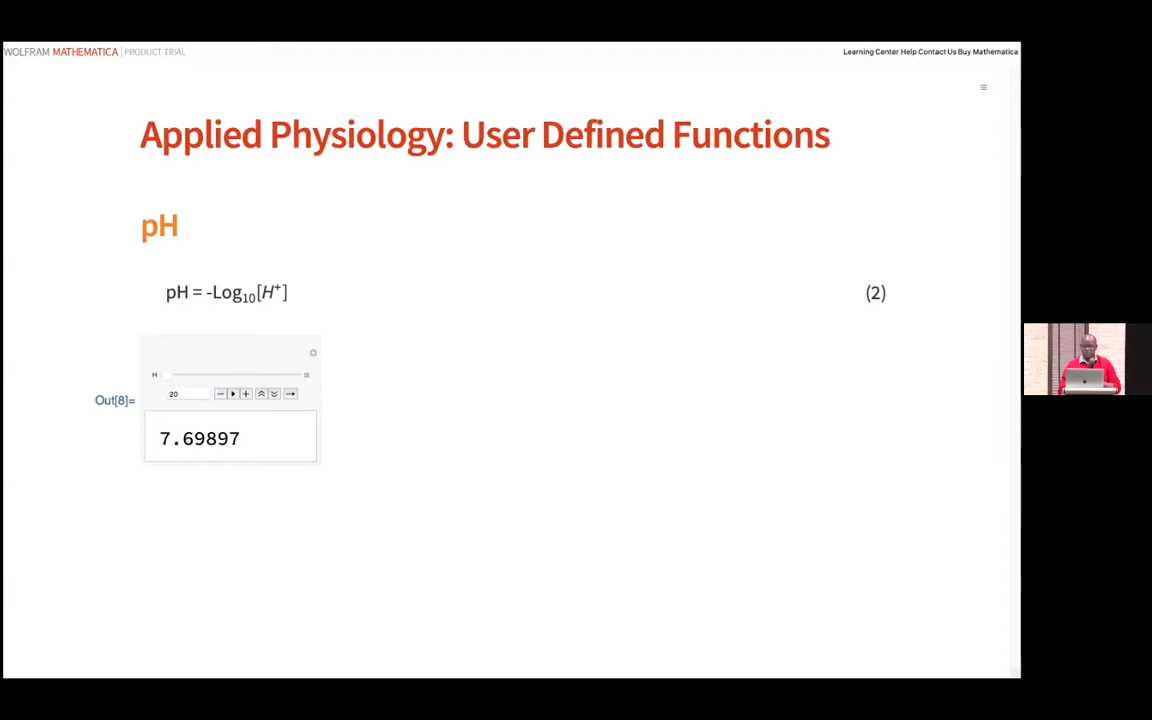 WOLFRAM MATHEMATICA | PRODUCT TRIAL
Learning Center Help Contact Us Buy Mathematica
Applied Physiology: User Defined Functions
pH
pH = -Log₁₀[H⁺]
(2)
H
20
Out[8]=
7.69897